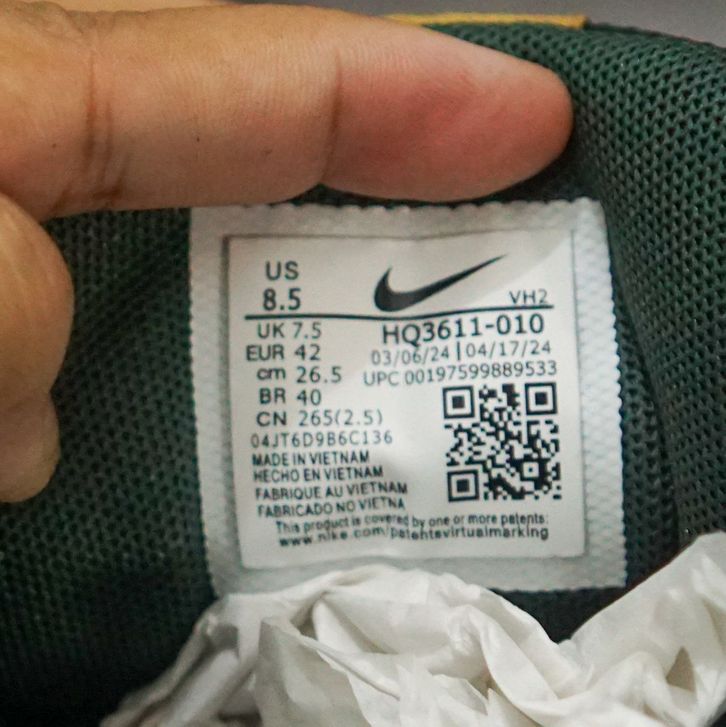 US
8.5
VH2
UK 7.5
HQ3611-010
EUR 42
03/06/24 | 04/17/24
cm 26.5
UPC 00197599889533
BR 40
CN 265(2.5)
04JT6D9B6C136
MADE IN VIETNAM
HECHO EN VIETNAM
FABRIQUE AU VIETNAM
FABRICADO NO VIETNA
This product is covered by one or more patents:
www.nike.com/patentsvirtualmarking